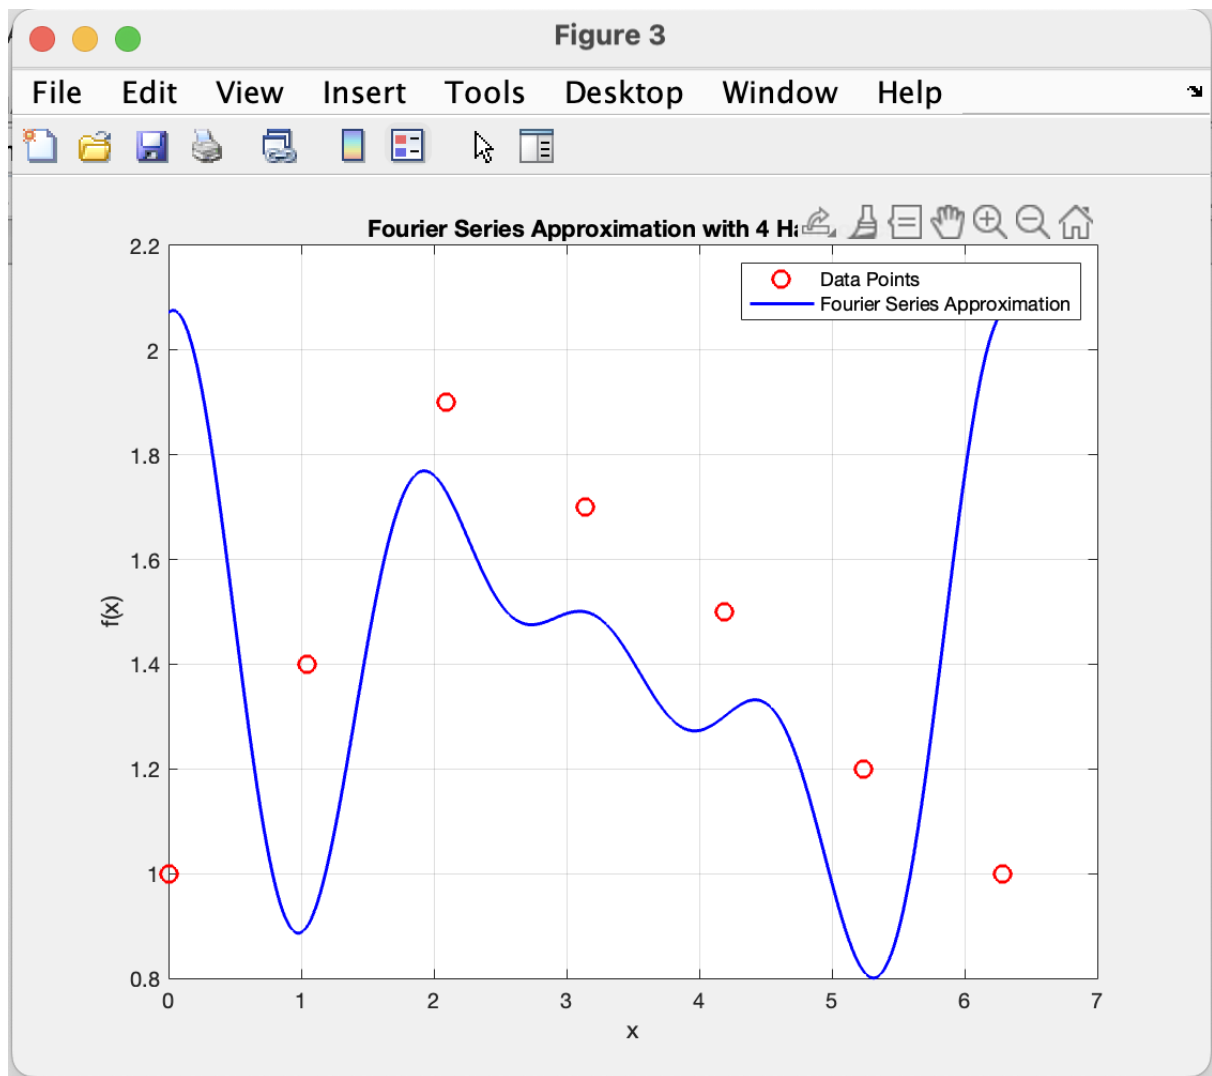 Figure 3
File Edit View Insert Tools Desktop Window Help
Fourier Series Approximation with 4
Data Points
Fourier Series Approximation
2.2
2
1.8
1.6
1.4
1.2
1
0.8
f(x)
0 1 2 3 4 5 6 7
x